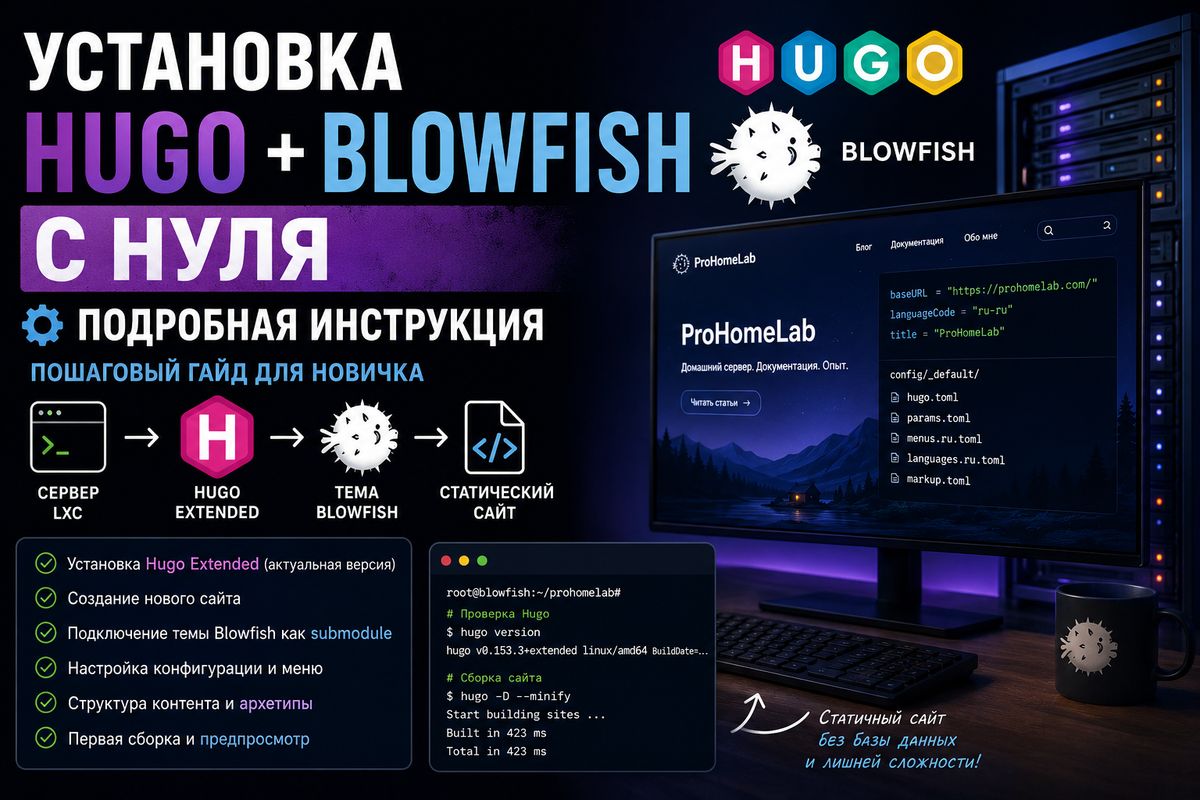 УСТАНОВКА
HUGO + BLOWFISH
С НУЛЯ
ПОДРОБНАЯ ИНСТРУКЦИЯ
ПОШАГОВЫЙ ГАЙД ДЛЯ НОВИЧКА
>_
H
</>
СЕРВЕР
LXC
HUGO
EXTENDED
ТЕМА
BLOWFISH
СТАТИЧЕСКИЙ
САЙТ
Установка Hugo Extended (актуальная версия)
Создание нового сайта
Подключение темы Blowfish как submodule
Настройка конфигурации и меню
Структура контента и архетипы
Первая сборка и предпросмотр
root@blowfish:~/prohomelab#
# Проверка Hugo
$ hugo version
hugo v0.153.3+extended linux/amd64 BuildDate=...
# Сборка сайта
$ hugo -D --minify
Start building sites ...
Built in 423 ms
Total in 423 ms
HUGO
BLOWFISH
ProHomeLab
Блог
Документация
Обо мне
ProHomeLab
Домашний сервер. Документация. Опыт.
Читать статьи →
baseURL = "https://prohomelab.com/"
languageCode = "ru-ru"
title = "ProHomeLab"
config/_default/
hugo.toml
params.toml
menus.ru.toml
languages.ru.toml
markup.toml
Статичный сайт
без базы данных
и лишней сложности!